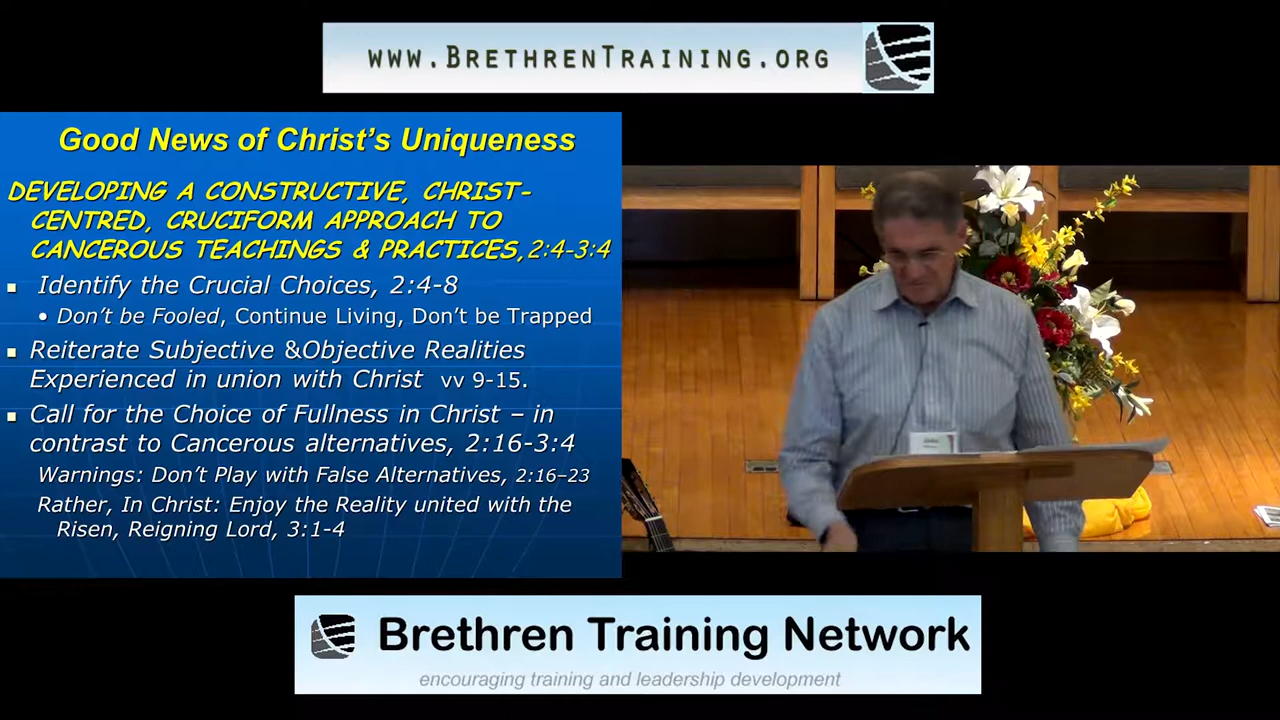 www.BrethrenTraining.org
Good News of Christ's Uniqueness
DEVELOPING A CONSTRUCTIVE, CHRIST-
CENTRED, CRUCIFORM APPROACH TO
CANCEROUS TEACHINGS & PRACTICES, 2:4-3:4
Identify the Crucial Choices, 2:4-8
• Don't be Fooled, Continue Living, Don't be Trapped
Reiterate Subjective &Objective Realities
Experienced in union with Christ vv 9-15.
Call for the Choice of Fullness in Christ – in
contrast to Cancerous alternatives, 2:16-3:4
Warnings: Don't Play with False Alternatives, 2:16–23
Rather, In Christ: Enjoy the Reality united with the
Risen, Reigning Lord, 3:1-4
Brethren Training Network
encouraging training and leadership development